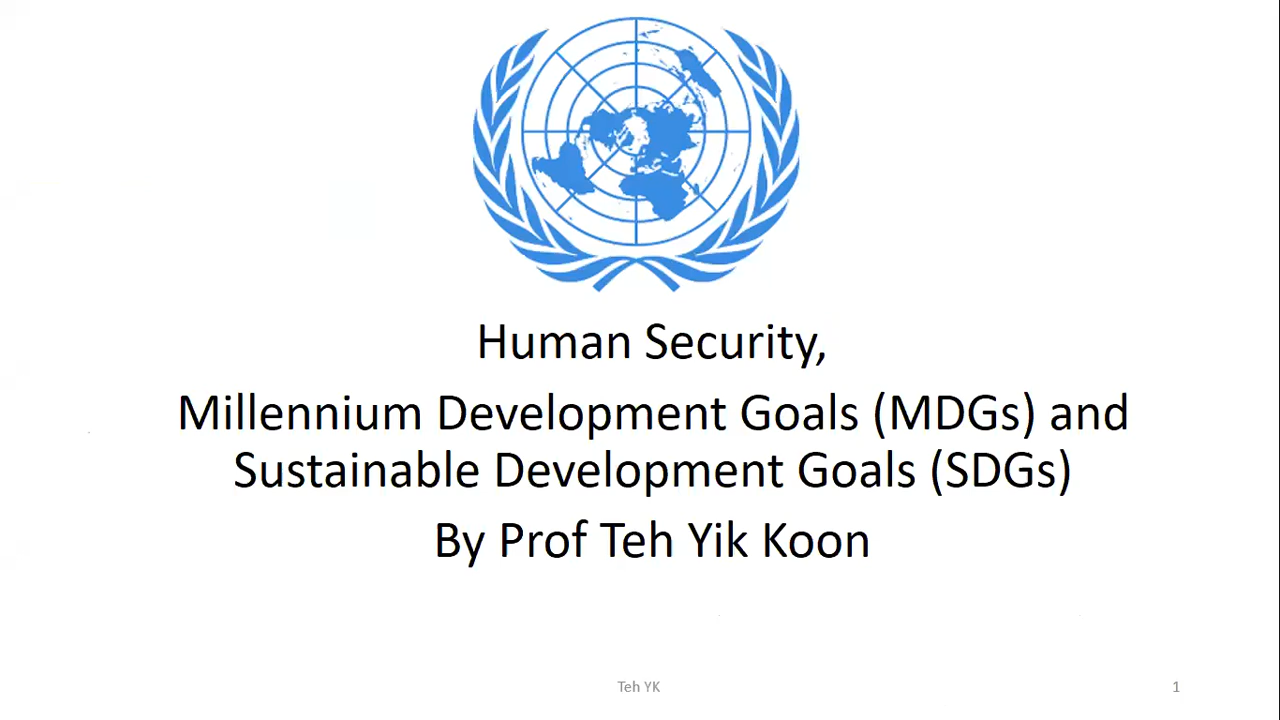 Human Security,
Millennium Development Goals (MDGs) and
Sustainable Development Goals (SDGs)
By Prof Teh Yik Koon
Teh YK
1